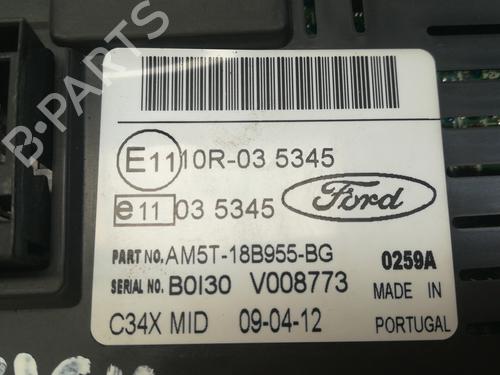 B-PARTS
E11 10R-03 5345
e11 03 5345
Ford
PART NO. AM5T-18B955-BG 0259A
SERIAL NO. B0I30 V008773 MADE IN
C34X MID 09-04-12 PORTUGAL